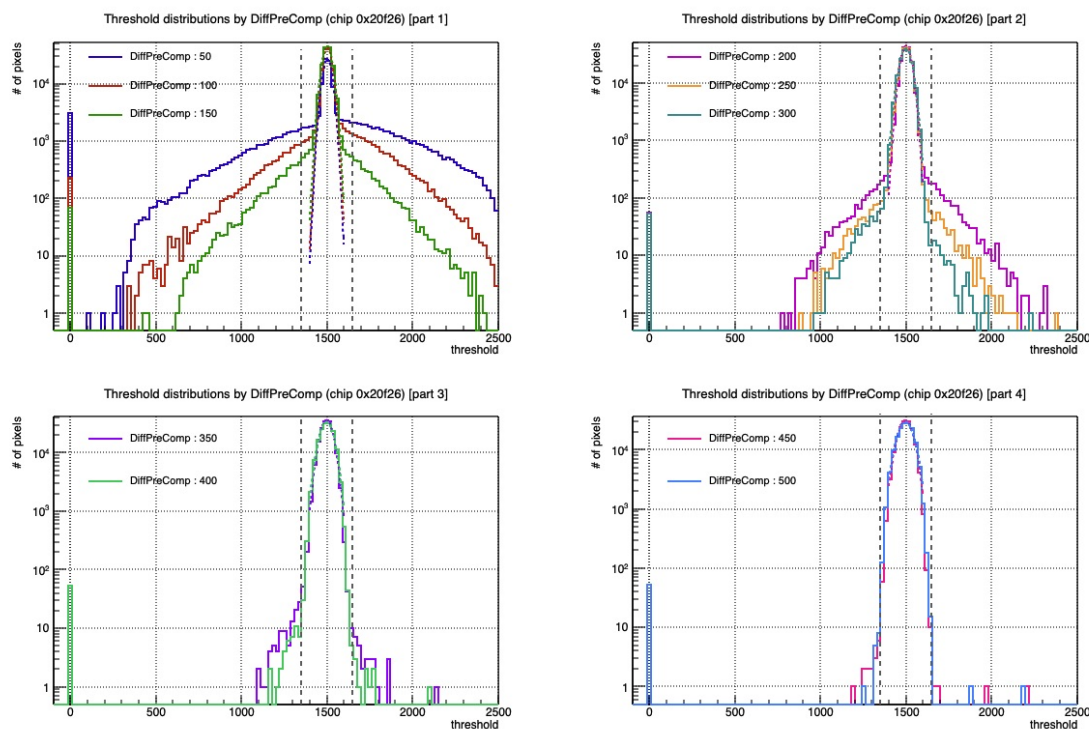 Threshold distributions by DiffPreComp (chip 0x20f26) [part 1]
# of pixels
DiffPreComp : 50
DiffPreComp : 100
DiffPreComp : 150
10⁴
10³
10²
10
1
0 500 1000 1500 2000 2500
threshold
Threshold distributions by DiffPreComp (chip 0x20f26) [part 2]
# of pixels
DiffPreComp : 200
DiffPreComp : 250
DiffPreComp : 300
10⁴
10³
10²
10
1
0 500 1000 1500 2000 2500
threshold
Threshold distributions by DiffPreComp (chip 0x20f26) [part 3]
# of pixels
DiffPreComp : 350
DiffPreComp : 400
10⁴
10³
10²
10
1
0 500 1000 1500 2000 2500
threshold
Threshold distributions by DiffPreComp (chip 0x20f26) [part 4]
# of pixels
DiffPreComp : 450
DiffPreComp : 500
10⁴
10³
10²
10
1
0 500 1000 1500 2000 2500
threshold